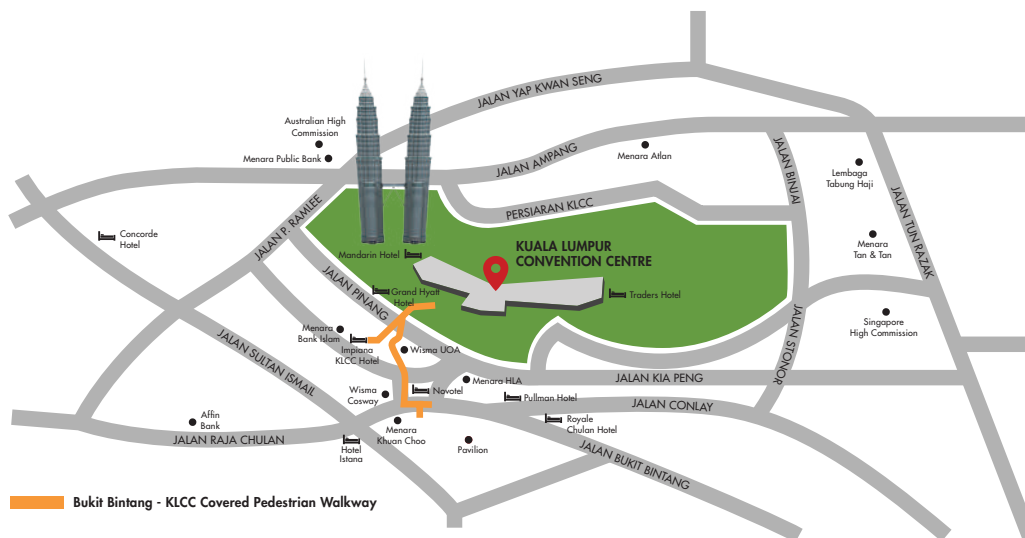 JALAN YAP KWAN SENG
Australian High
Commission
Menara Public Bank
JALAN AMPANG
Menara Atlan
JALAN BINJAI
Lembaga
Tabung Haji
JALAN TUN RAZAK
PERSIARAN KLCC
JALAN P. RAMLEE
Concorde
Hotel
Mandarin Hotel
KUALA LUMPUR
CONVENTION CENTRE
Menara
Tan & Tan
JALAN PINANG
Grand Hyatt
Hotel
Traders Hotel
Singapore
High Commission
Menara
Bank Islam
Impiana
KLCC Hotel
Wisma UOA
JALAN STONOR
JALAN SULTAN ISMAIL
Menara HLA
JALAN KIA PENG
Wisma
Cosway
Novotel
Pullman Hotel
JALAN CONLAY
Affin
Bank
Royale
Chulan Hotel
Menara
Khuan Choo
JALAN RAJA CHULAN
Hotel
Istana
Pavilion
JALAN BUKIT BINTANG
Bukit Bintang - KLCC Covered Pedestrian Walkway